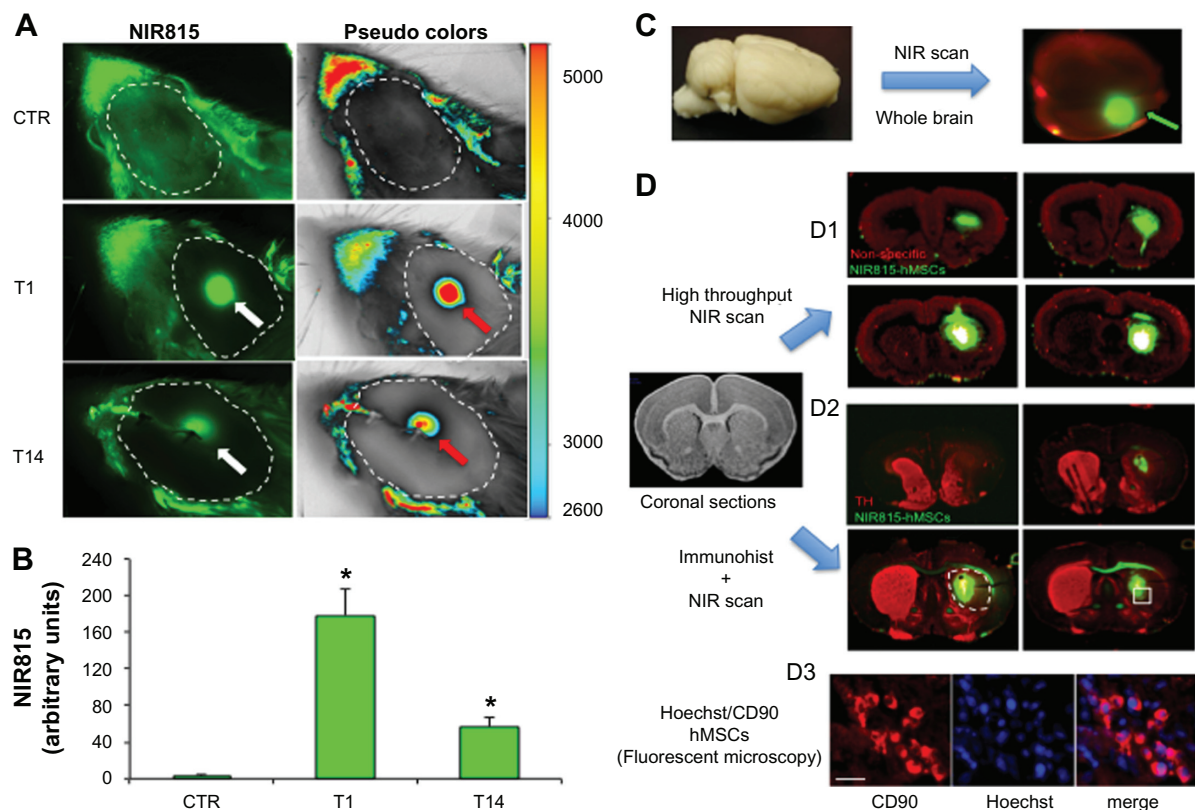 A
NIR815
Pseudo colors
CTR
T1
T14
5000
4000
3000
2600
B
NIR815
(arbitrary units)
240
200
160
120
80
40
0
*
*
CTR
T1
T14
C
NIR scan
Whole brain
D
D1
Non-specific
NIR815-hMSCs
High throughput
NIR scan
Coronal sections
D2
TH
NIR815-hMSCs
Immunohist
+
NIR scan
D3
Hoechst/CD90
hMSCs
(Fluorescent microscopy)
CD90
Hoechst
merge